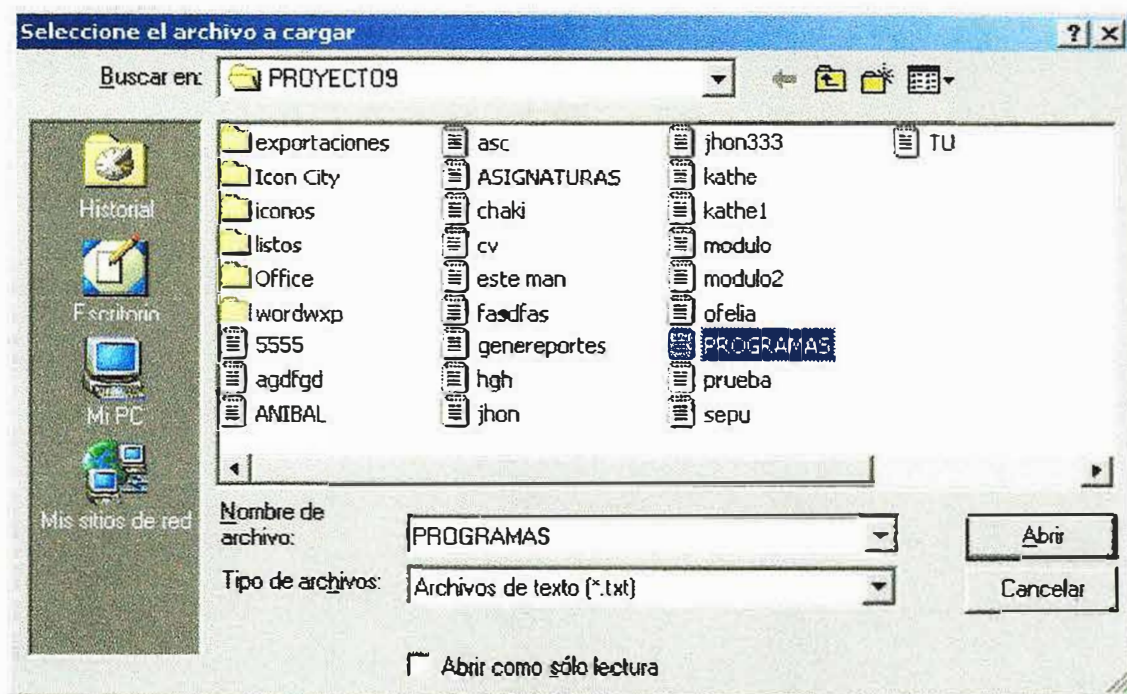 Seleccione el archivo a cargar
Buscar en: PROYECTO9
Historial
Escritorio
Mi PC
Mis sitios de red
exportaciones
Icon City
iconos
listos
Office
wordwxp
5555
agdfgd
ANIBAL
asc
ASIGNATURAS
chaki
cv
este man
fasdfas
genereportes
hgh
jhon
jhon333
kathe
kathe1
modulo
modulo2
ofelia
PROGRAMAS
prueba
sepu
TU
Nombre de
archivo: PROGRAMAS
Abrir
Tipo de archivos: Archivos de texto (*.txt)
Cancelar
Abrir como sólo lectura